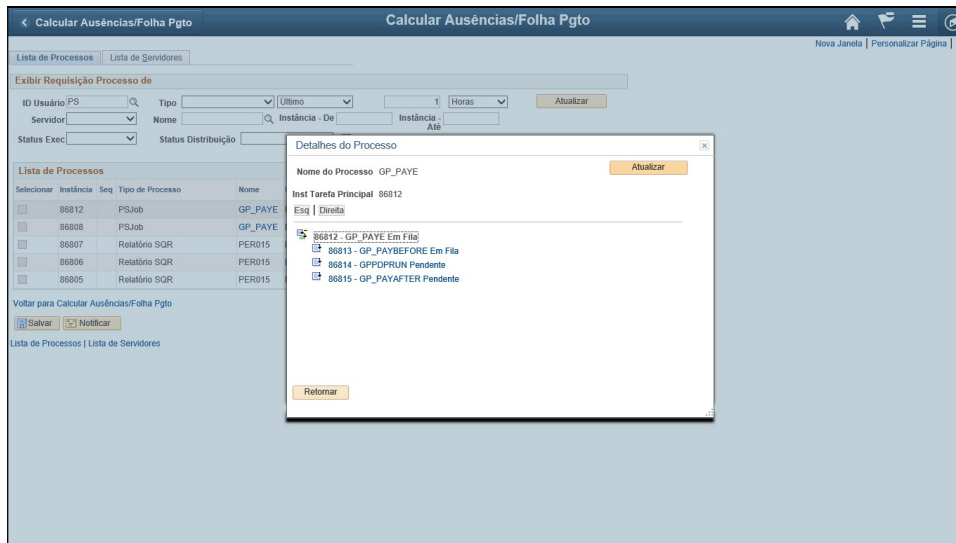 Calcular Ausências/Folha Pgto
Calcular Ausências/Folha Pgto
Nova Janela | Personalizar Página |
Lista de Processos
Lista de Servidores
Exibir Requisição Processo de
ID Usuário PS Tipo Último 1 Horas Atualizar
Servidor Nome Instância - De Instância - Até
Status Exec Status Distribuição
Lista de Processos
Selecionar Instância Seq Tipo de Processo Nome
86812 PSJob GP_PAYE
86808 PSJob GP_PAYE
86807 Relatório SQR PER015
86806 Relatório SQR PER015
86805 Relatório SQR PER015
Voltar para Calcular Ausências/Folha Pgto
Salvar Notificar
Lista de Processos | Lista de Servidores
Detalhes do Processo
Nome do Processo GP_PAYE Atualizar
Inst Tarefa Principal 86812
Esq | Direita
86812 - GP_PAYE Em Fila
86813 - GP_PAYBEFORE Em Fila
86814 - GPPDPRUN Pendente
86815 - GP_PAYAFTER Pendente
Retornar